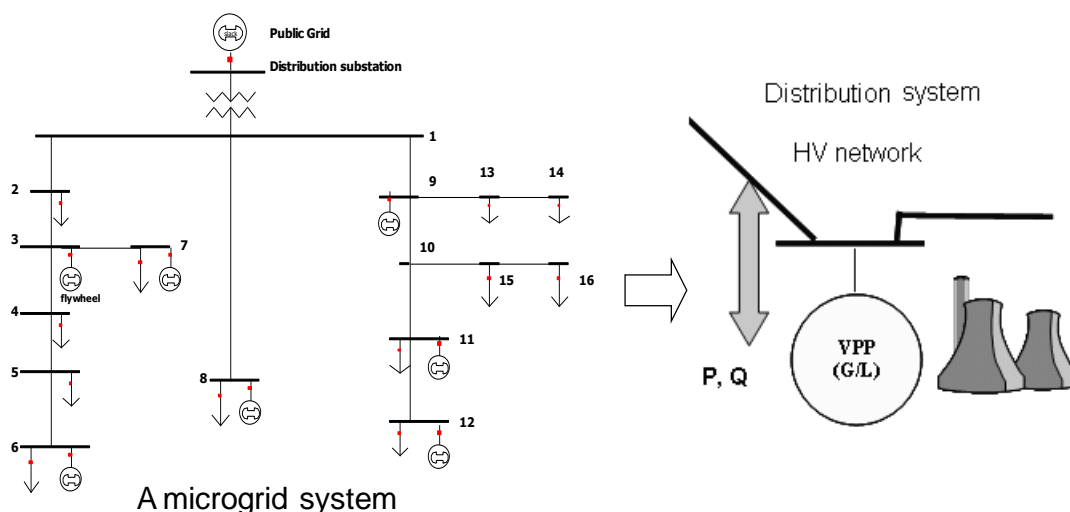 slack
Public Grid
Distribution substation
1
2
3
7
flywheel
4
5
6
8
9
13
14
10
15
16
11
12
A microgrid system
Distribution system
HV network
P, Q
VPP
(G/L)